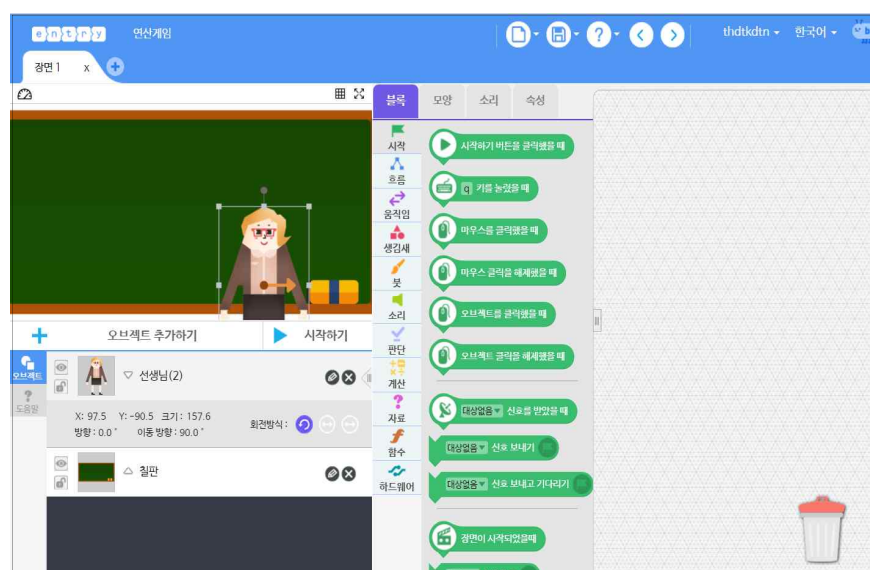 entry 연산게임 thdtkdtn 한국어
장면 1 x
블록 모양 소리 속성
시작
흐름
움직임
생김새
붓
소리
판단
계산
자료
함수
하드웨어
시작하기 버튼을 클릭했을 때
q 키를 눌렀을 때
마우스를 클릭했을 때
마우스 클릭을 해제했을 때
오브젝트를 클릭했을 때
오브젝트 클릭을 해제했을 때
대상없음 신호를 받았을 때
대상없음 신호 보내기
대상없음 신호 보내고 기다리기
장면이 시작되었을때
오브젝트 추가하기 시작하기
오브젝트
도움말
선생님(2)
X: 97.5 Y: -90.5 크기: 157.6
방향: 0.0° 이동 방향: 90.0° 회전방식:
칠판